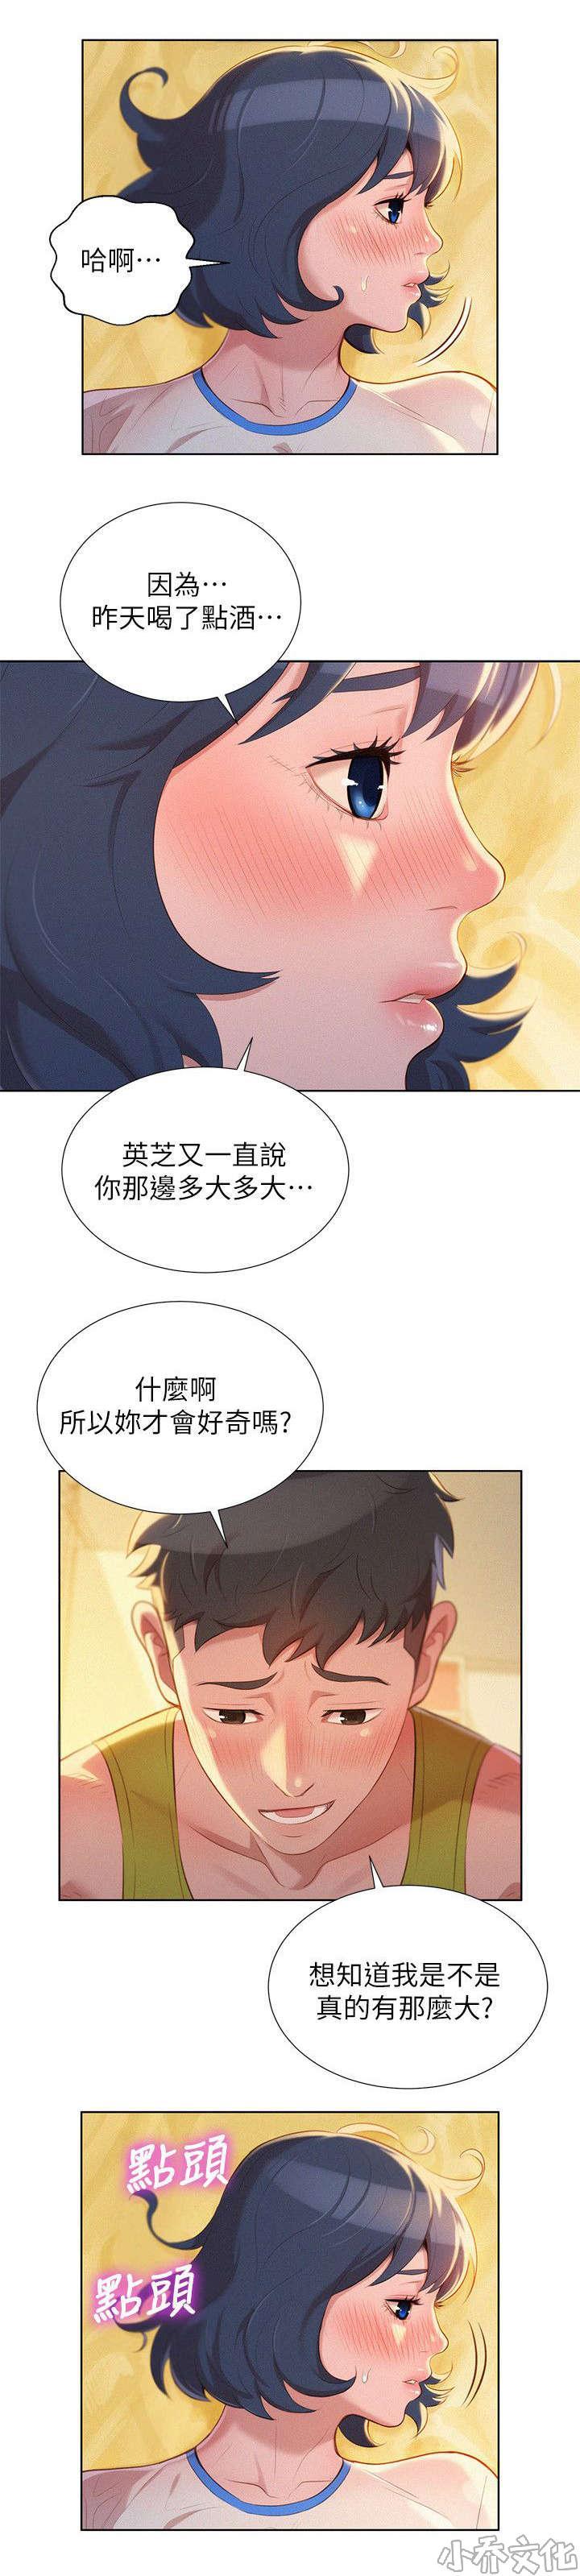 哈啊⋯
因為⋯
昨天喝了點酒⋯
英芝又一直說
你那邊多大多大⋯
什麼啊
所以妳才會好奇嗎?
想知道我是不是
真的有那麼大?
點頭
點頭
小乔文化